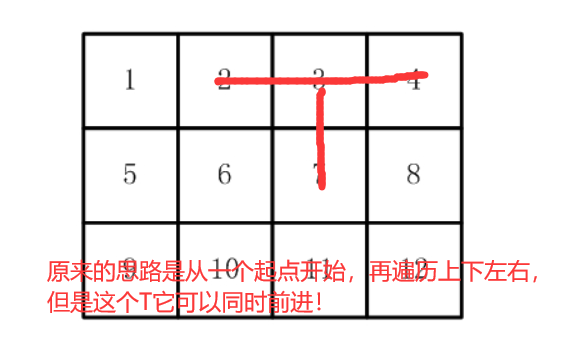 1 2 3 4
5 6 7 8
9 10 11 12
原来的思路是从一个起点开始，再遍历上下左右，
但是这个T它可以同时前进！